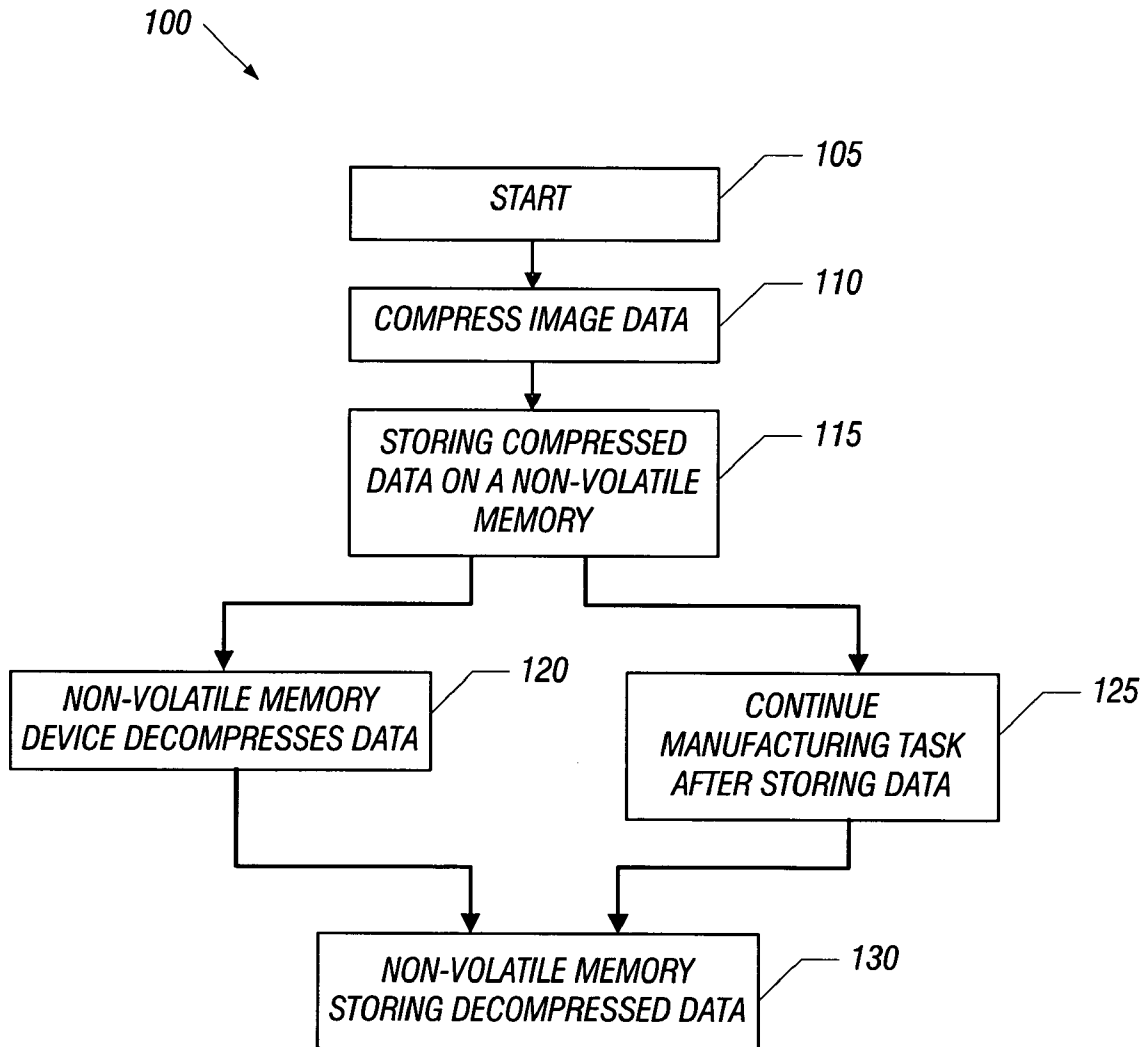 100
105
START
110
COMPRESS IMAGE DATA
115
STORING COMPRESSED
DATA ON A NON-VOLATILE
MEMORY
120
NON-VOLATILE MEMORY
DEVICE DECOMPRESSES DATA
125
CONTINUE
MANUFACTURING TASK
AFTER STORING DATA
130
NON-VOLATILE MEMORY
STORING DECOMPRESSED DATA